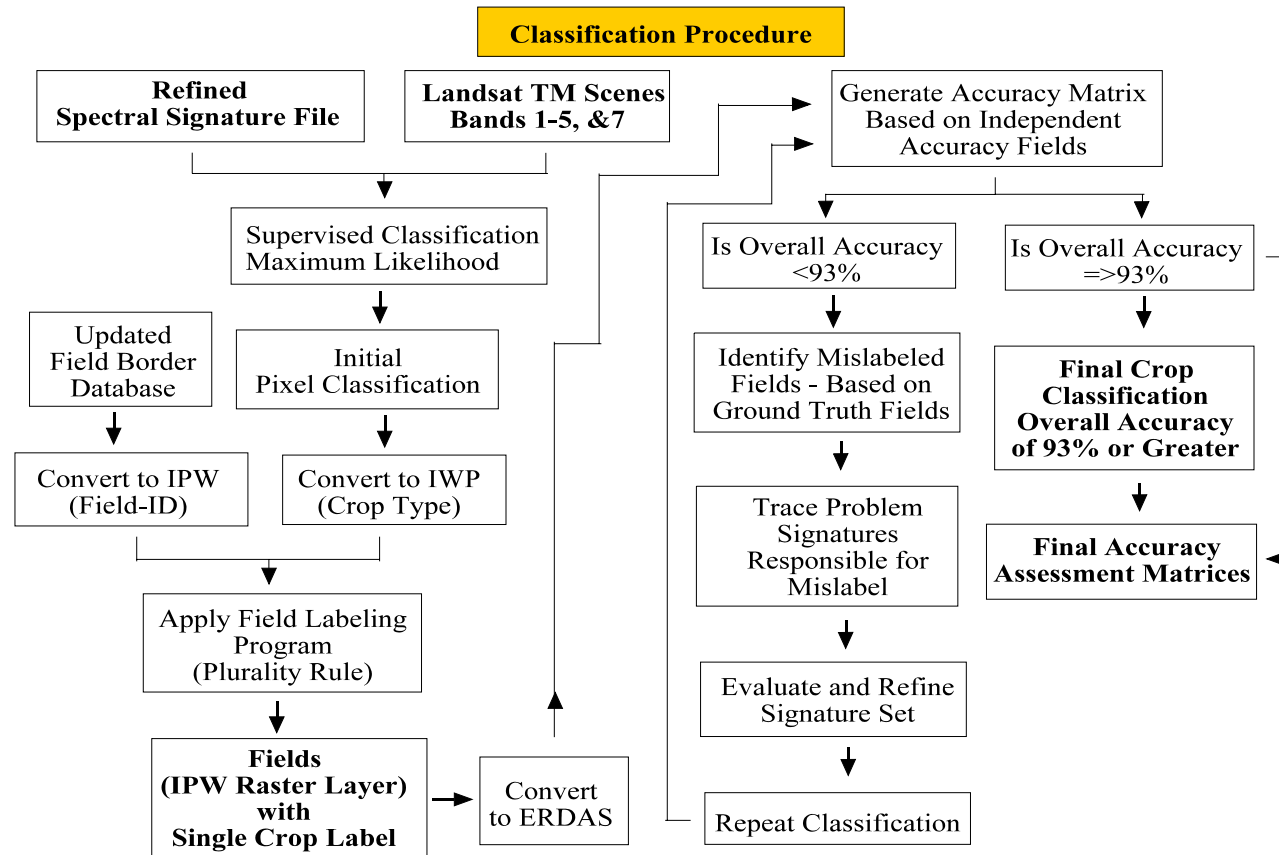 Classification Procedure
Refined
Spectral Signature File
Landsat TM Scenes
Bands 1-5, &7
Supervised Classification
Maximum Likelihood
Updated
Field Border
Database
Initial
Pixel Classification
Convert to IPW
(Field-ID)
Convert to IWP
(Crop Type)
Apply Field Labeling
Program
(Plurality Rule)
Fields
(IPW Raster Layer)
with
Single Crop Label
Convert
to ERDAS
Generate Accuracy Matrix
Based on Independent
Accuracy Fields
Is Overall Accuracy
<93%
Is Overall Accuracy
=>93%
Identify Mislabeled
Fields - Based on
Ground Truth Fields
Trace Problem
Signatures
Responsible for
Mislabel
Evaluate and Refine
Signature Set
Repeat Classification
Final Crop
Classification
Overall Accuracy
of 93% or Greater
Final Accuracy
Assessment Matrices